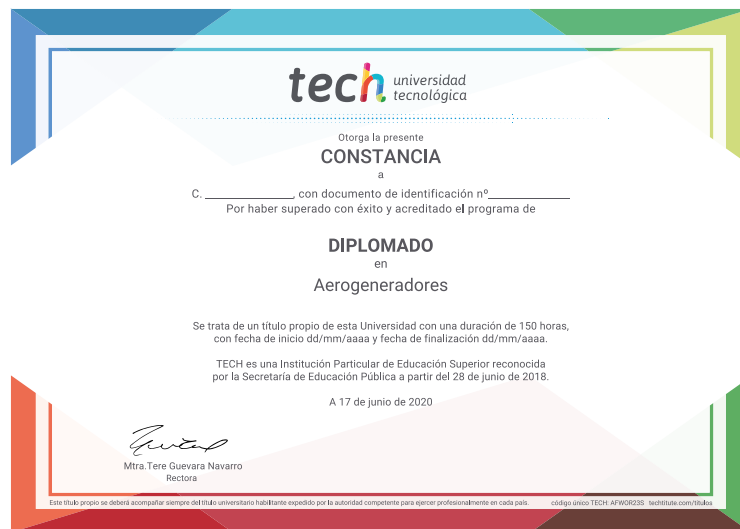 tech universidad
tecnológica
Otorga la presente
CONSTANCIA
a
C. ______________, con documento de identificación nº______________
Por haber superado con éxito y acreditado el programa de
DIPLOMADO
en
Aerogeneradores
Se trata de un título propio de esta Universidad con una duración de 150 horas,
con fecha de inicio dd/mm/aaaa y fecha de finalización dd/mm/aaaa.
TECH es una Institución Particular de Educación Superior reconocida
por la Secretaría de Educación Pública a partir del 28 de junio de 2018.
A 17 de junio de 2020
Mtra.Tere Guevara Navarro
Rectora
Este título propio se deberá acompañar siempre del título universitario habilitante expedido por la autoridad competente para ejercer profesionalmente en cada país. código único TECH: AFWOR23S techtitute.com/titulos